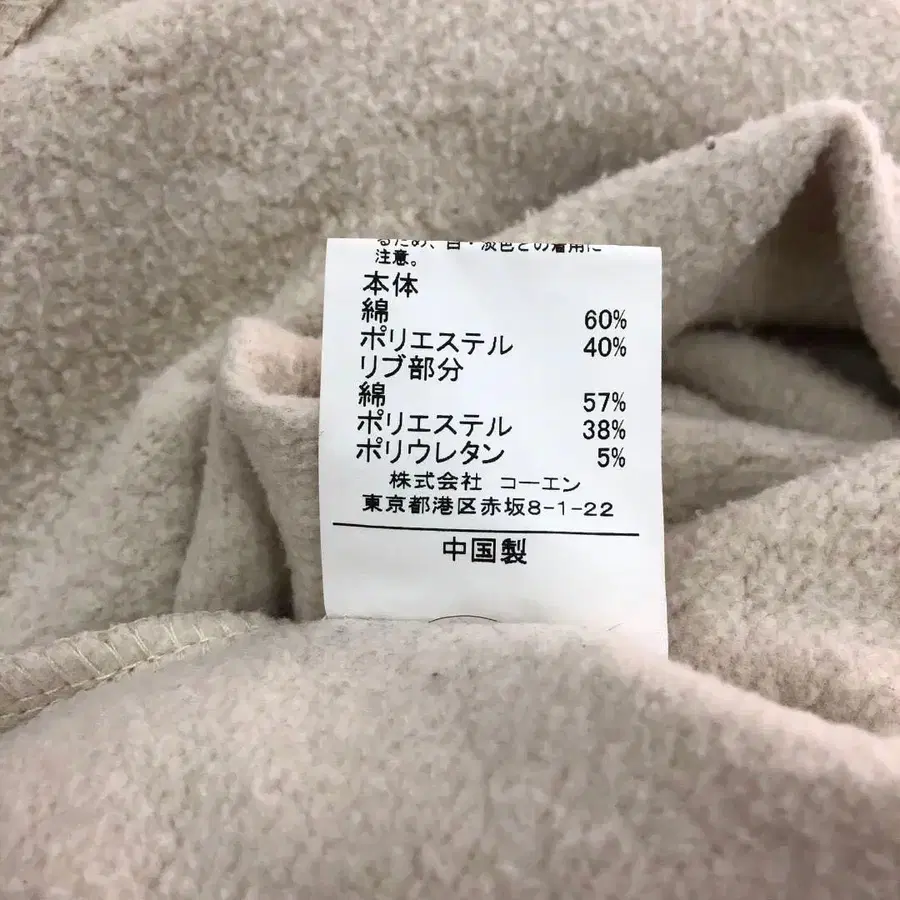 るため、白・淡色との着用に
注意。
本体
綿 60%
ポリエステル 40%
リブ部分
綿 57%
ポリエステル 38%
ポリウレタン 5%
株式会社 コーエン
東京都港区赤坂8-1-22
中国製